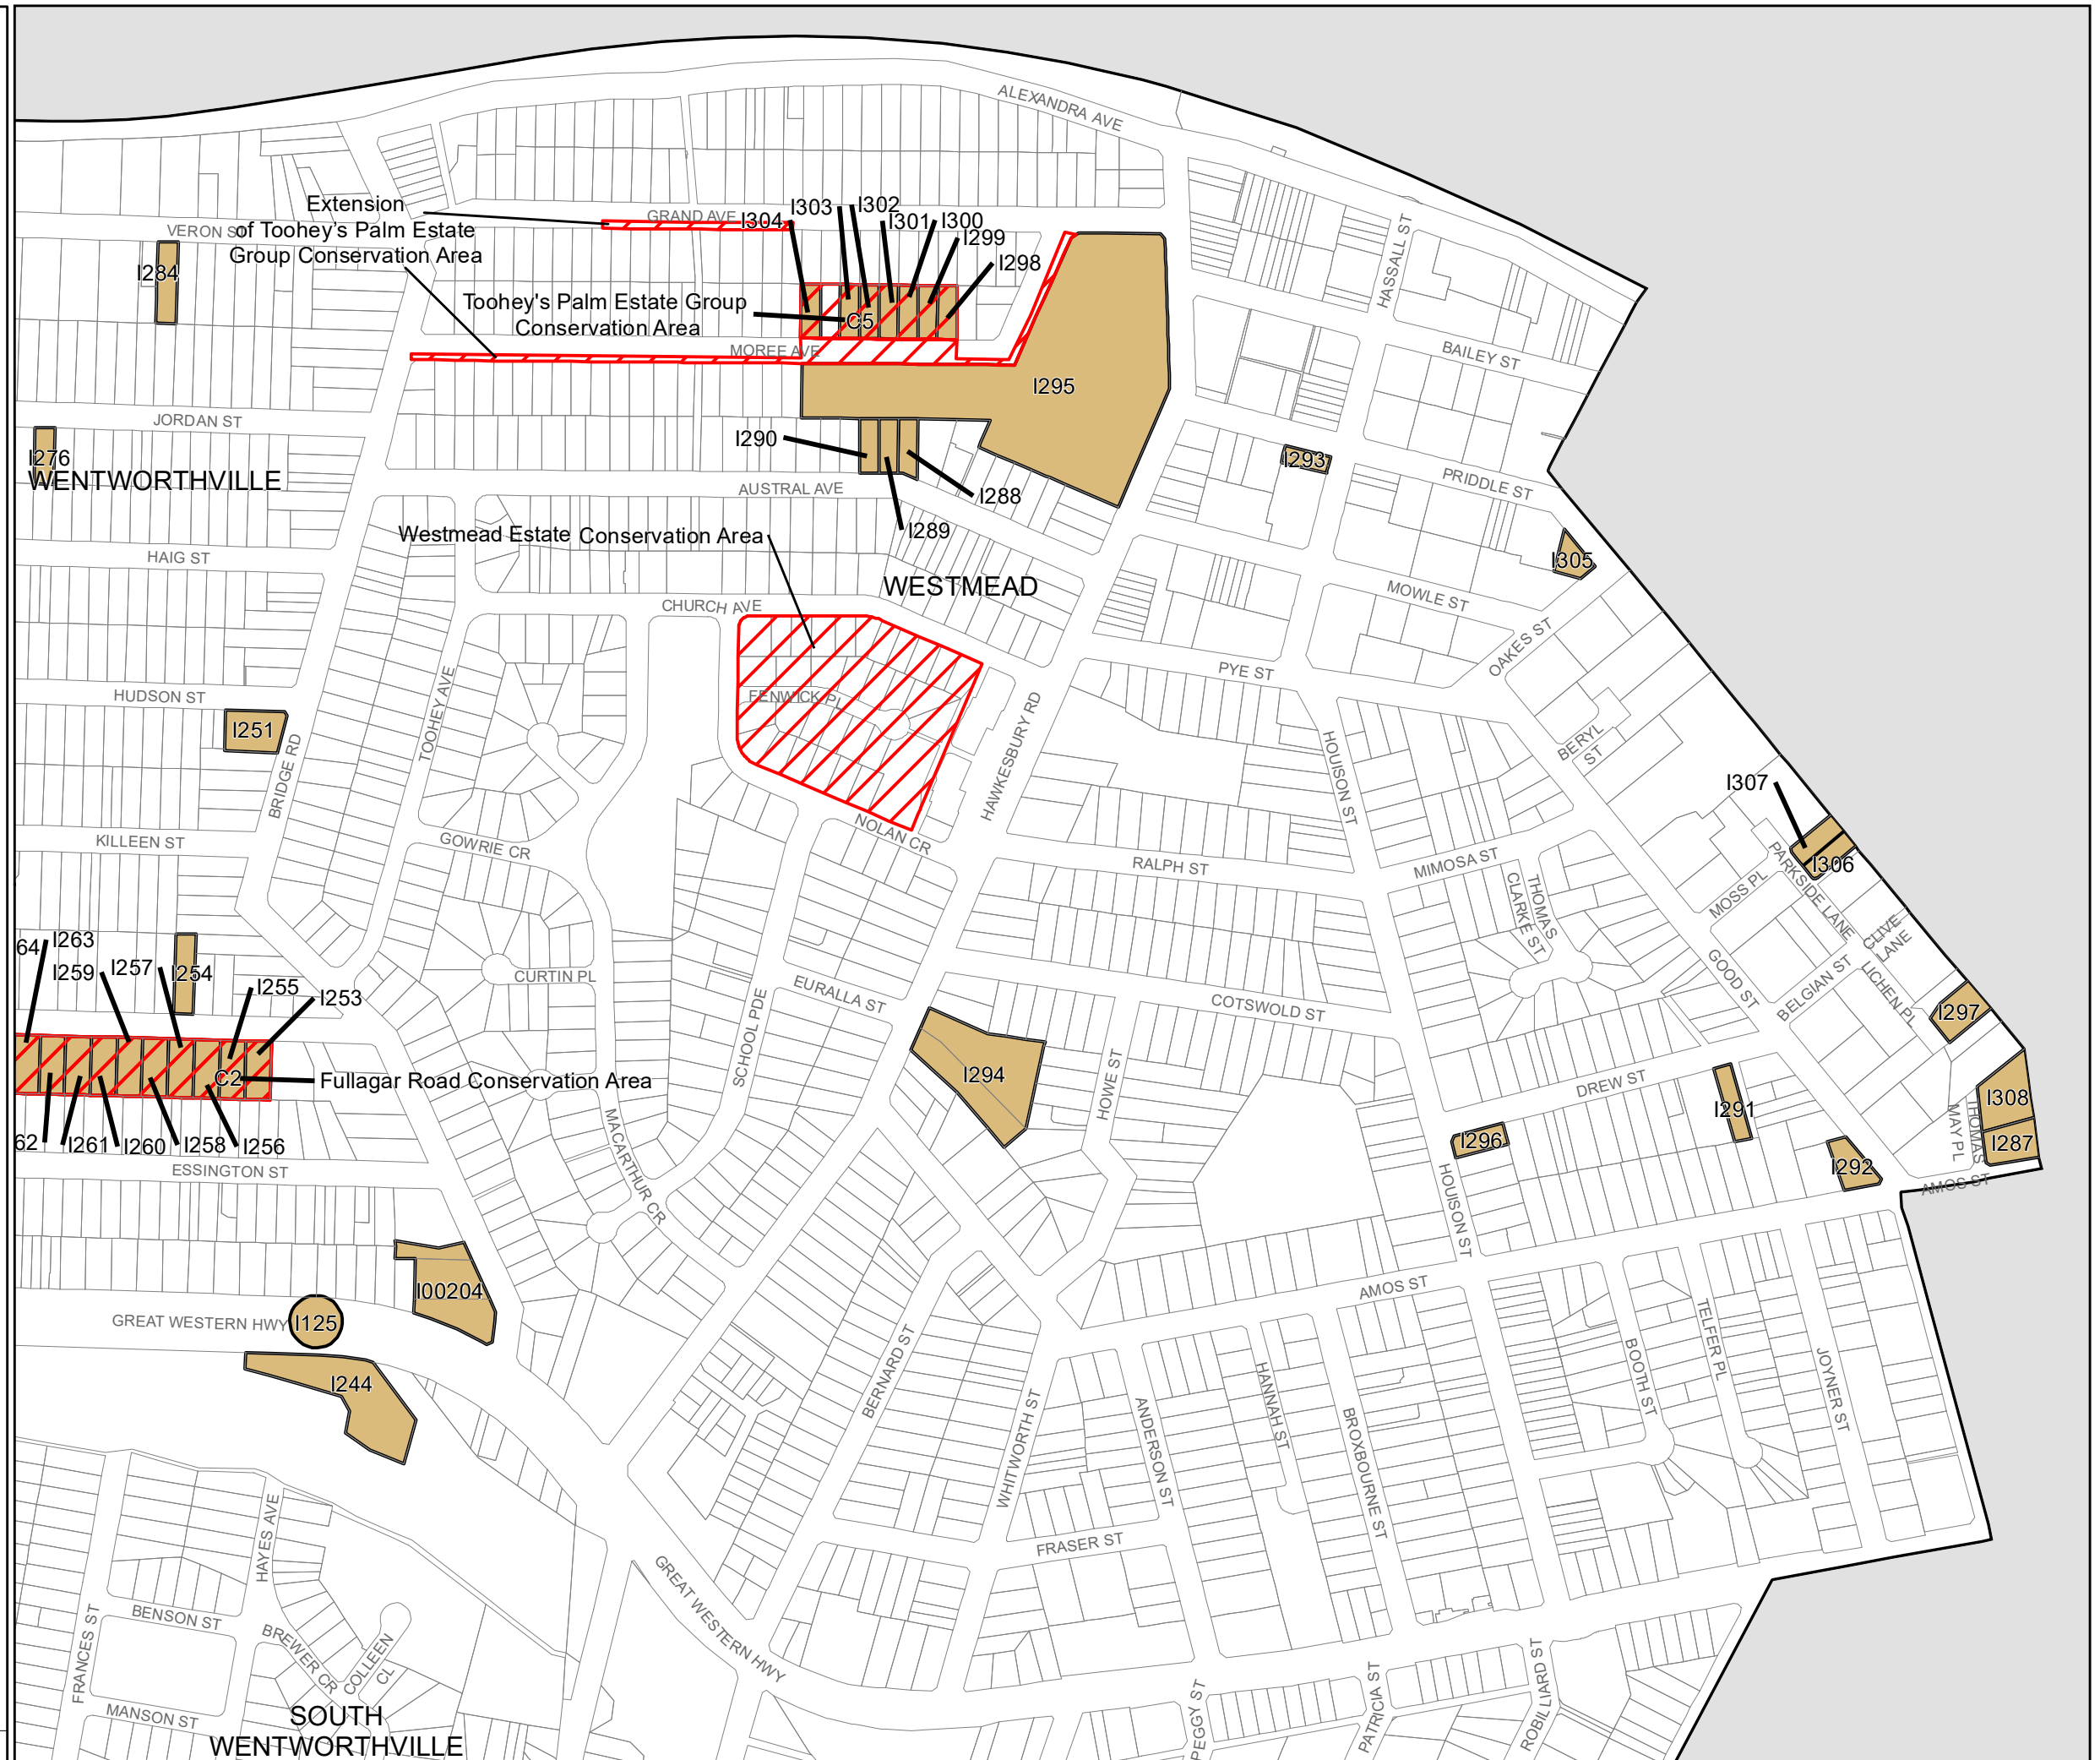 ALEXANDRA AVE
Extension
of Toohey's Palm Estate
Group Conservation Area
GRAND AVE
I304
I303
I302
I301
I300
I299
I298
VERON ST
I284
HASSALL ST
Toohey's Palm Estate Group
Conservation Area
C5
MOREE AVE
BAILEY ST
I295
JORDAN ST
I276
WENTWORTHVILLE
I290
I293
AUSTRAL AVE
I288
I289
PRIDDLE ST
Westmead Estate Conservation Area
HAIG ST
I305
WESTMEAD
CHURCH AVE
MOWLE ST
OAKES ST
PYE ST
HUDSON ST
FENWICK PL
TOOHEY AVE
I251
BRIDGE RD
HAWKESBURY RD
HOUISON ST
BERYL
ST
I307
KILLEEN ST
GOWRIE CR
NOLAN CR
RALPH ST
MIMOSA ST
I306
PARKSIDE LANE
MOSS PL
THOMAS
CLARKE ST
64
I263
I259
I257
I254
I255
I253
CURTIN PL
EURALLA ST
COTSWOLD ST
GOOD ST
BELGIAN ST
CLIVE
LANE
LICHEN PL
I297
SCHOOL PDE
C2
Fullagar Road Conservation Area
I294
HOWE ST
DREW ST
I291
I308
THOMAS
MAY PL
I287
62
I261
I260
I258
I256
I296
I292
ESSINGTON ST
MACARTHUR CR
HOUISON ST
AMOS ST
I00204
AMOS ST
GREAT WESTERN HWY
I125
I244
BERNARD ST
WHITWORTH ST
ANDERSON ST
HANNAH ST
BROXBOURNE ST
BOOTH ST
TELFER PL
JOYNER ST
HAYES AVE
FRASER ST
GREAT WESTERN HWY
FRANCES ST
BENSON ST
BREWER CR
COLLEEN
CL
MANSON ST
SOUTH
WENTWORTHVILLE
PEGGY ST
PATRICIA ST
ROBILLIARD ST